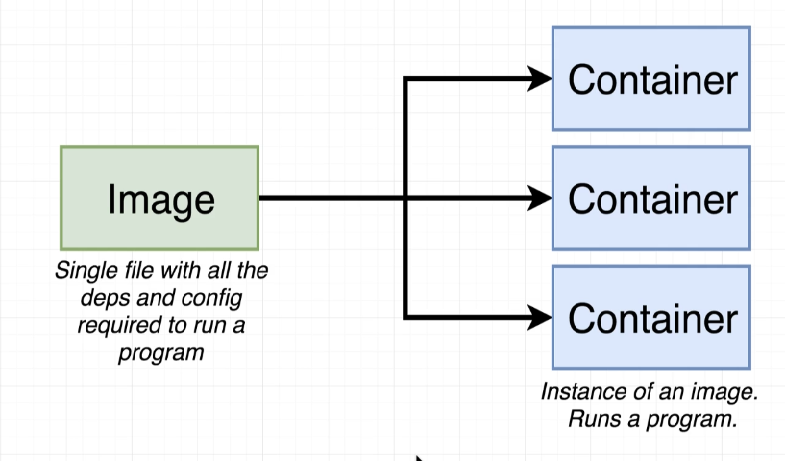 Container
Image
Container
Single file with all the
deps and config
required to run a
program
Container
Instance of an image.
Runs a program.